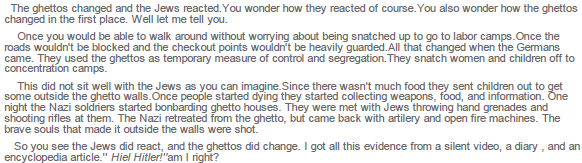 The ghettos changed and the Jews reacted.You wonder how they reacted of course.You also wonder how the ghettos
changed in the first place. Well let me tell you.
Once you would be able to walk around without worrying about being snatched up to go to labor camps.Once the
roads wouldn't be blocked and the checkout points wouldn't be heavily guarded.All that changed when the Germans
came. They used the ghettos as temporary measure of control and segregation.They snatch women and children off to
concentration camps.
This did not sit well with the Jews as you can imagine.Since there wasn't much food they sent children out to get
some outside the ghetto walls.Once people started dying they started collecting weapons, food, and information. One
night the Nazi soldiers started bonbarding ghetto houses. They were met with Jews throwing hand grenades and
shooting rifles at them. The Nazi retreated from the ghetto, but came back with artilery and open fire machines. The
brave souls that made it outside the walls were shot.
So you see the Jews did react, and the ghettos did change. I got all this evidence from a silent video, a diary , and an
encyclopedia article." Hiel Hitler!"am I right?